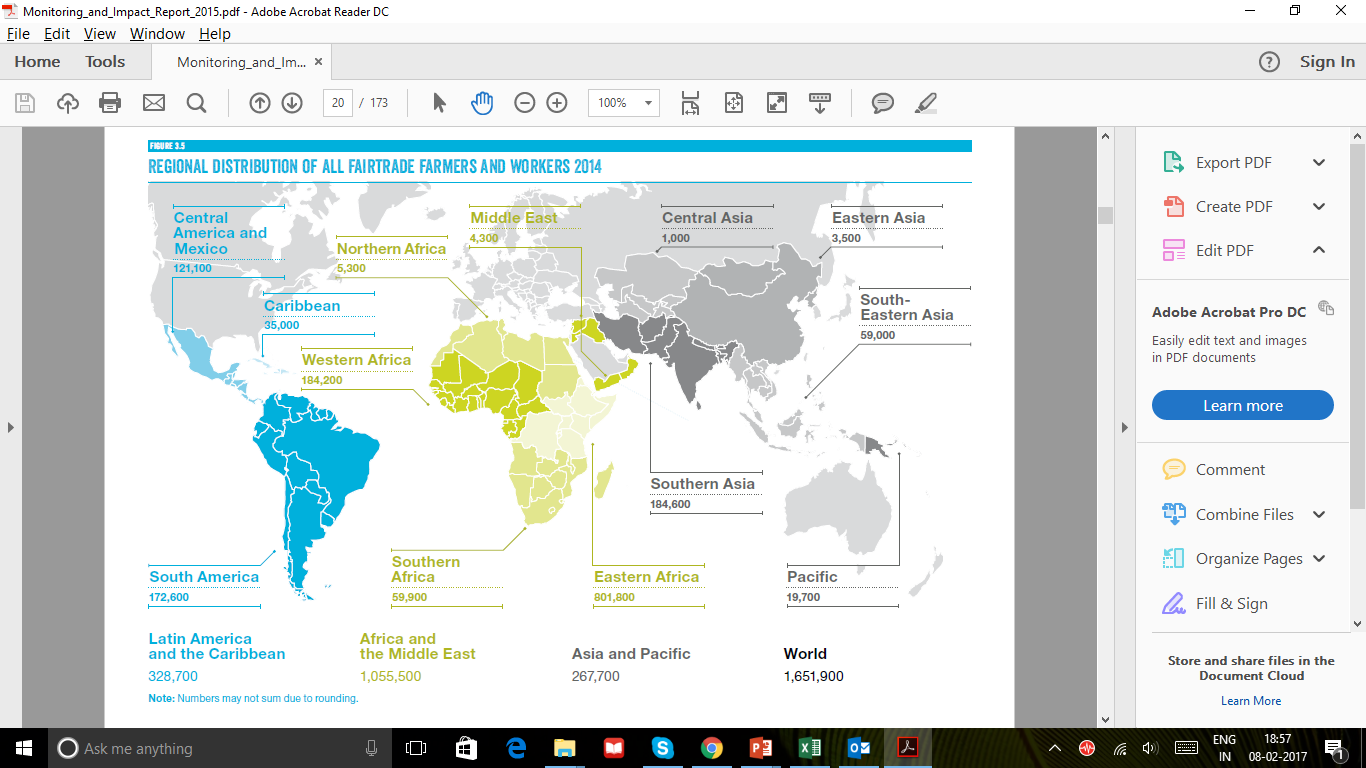 Monitoring_and_Impact_Report_2015.pdf - Adobe Acrobat Reader DC
File Edit View Window Help
Home Tools Monitoring_and_Im... × ? Sign In
20 / 173 100%
FIGURE 3.5
REGIONAL DISTRIBUTION OF ALL FAIRTRADE FARMERS AND WORKERS 2014
Central
America and
Mexico
121,100
Caribbean
35,000
Northern Africa
5,300
Western Africa
184,200
Middle East
4,300
Central Asia
1,000
Eastern Asia
3,500
South-
Eastern Asia
59,000
Southern Asia
184,600
South America
172,600
Southern
Africa
59,900
Eastern Africa
801,800
Pacific
19,700
Latin America
and the Caribbean
328,700
Africa and
the Middle East
1,055,500
Asia and Pacific
267,700
World
1,651,900
Note: Numbers may not sum due to rounding.
Export PDF
Create PDF
Edit PDF
Adobe Acrobat Pro DC
Easily edit text and images
in PDF documents
Learn more
Comment
Combine Files
Organize Pages
Fill & Sign
Store and share files in the
Document Cloud
Learn More
Ask me anything
ENG
IN
18:57
08-02-2017
1